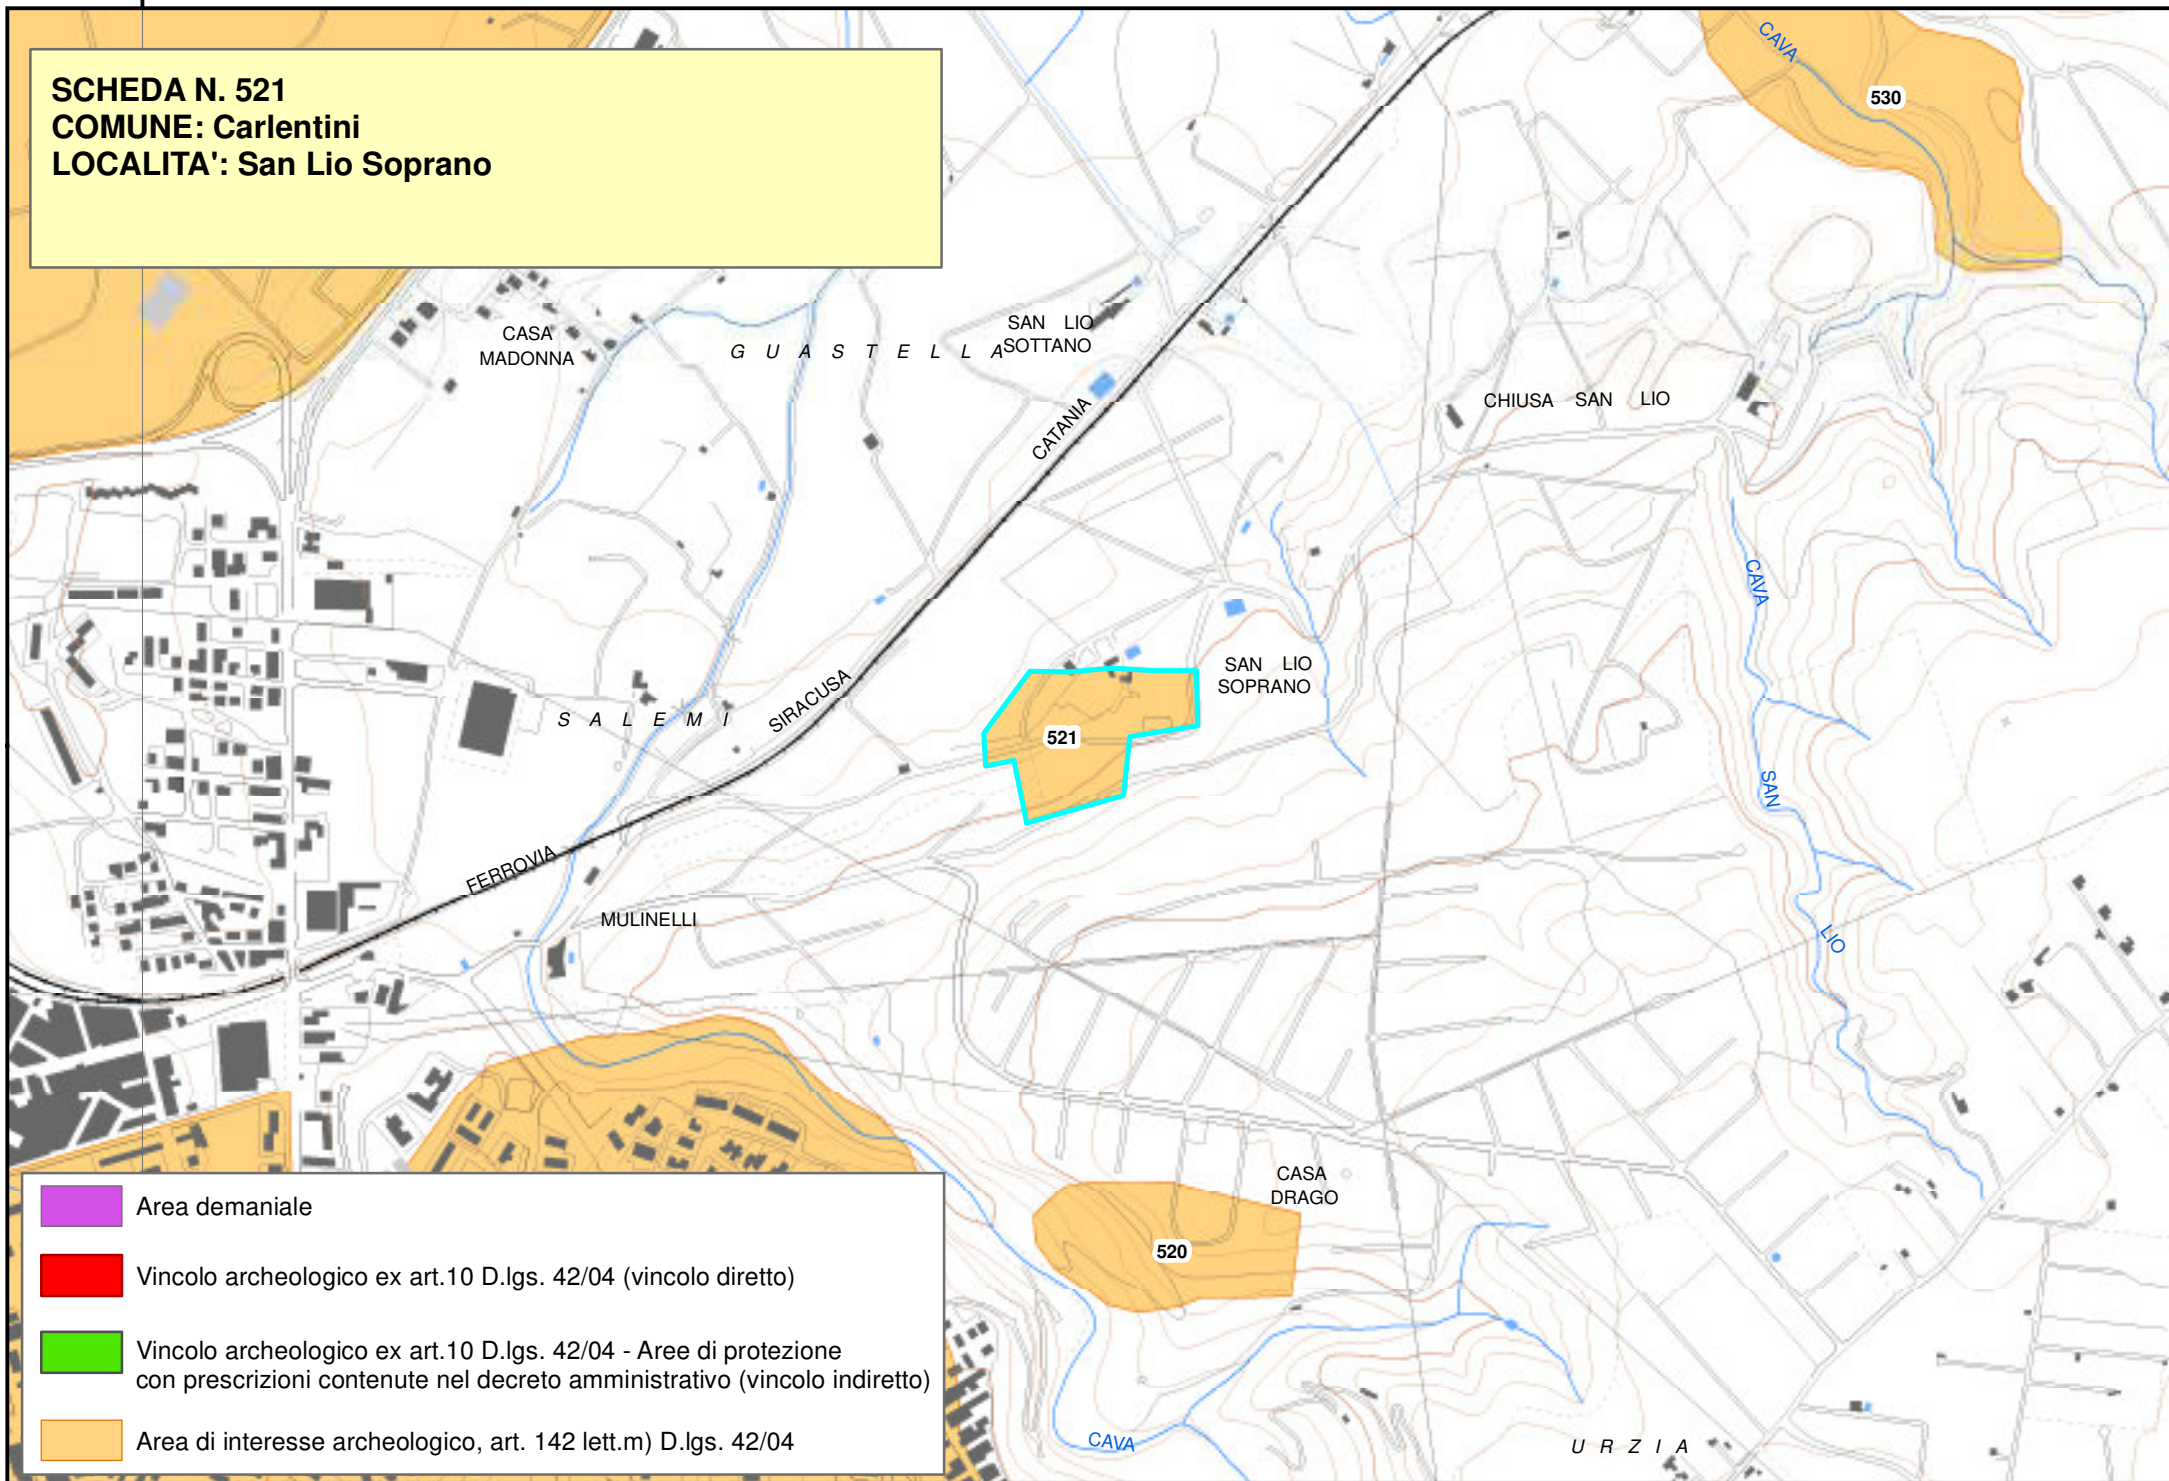 SCHEDA N. 521
COMUNE: Carlentini
LOCALITA': San Lio Soprano
CAVA
530
CASA
MADONNA
GUASTELLA
SAN LIO
SOTTANO
CATANIA
CHIUSA SAN LIO
CAVA
SAN LIO
SOPRANO
SALEMI
SIRACUSA
521
SAN
FERROVIA
MULINELLI
LIO
CASA
DRAGO
520
CAVA
URZIA
Area demaniale
Vincolo archeologico ex art.10 D.lgs. 42/04 (vincolo diretto)
Vincolo archeologico ex art.10 D.lgs. 42/04 - Aree di protezione
con prescrizioni contenute nel decreto amministrativo (vincolo indiretto)
Area di interesse archeologico, art. 142 lett.m) D.lgs. 42/04